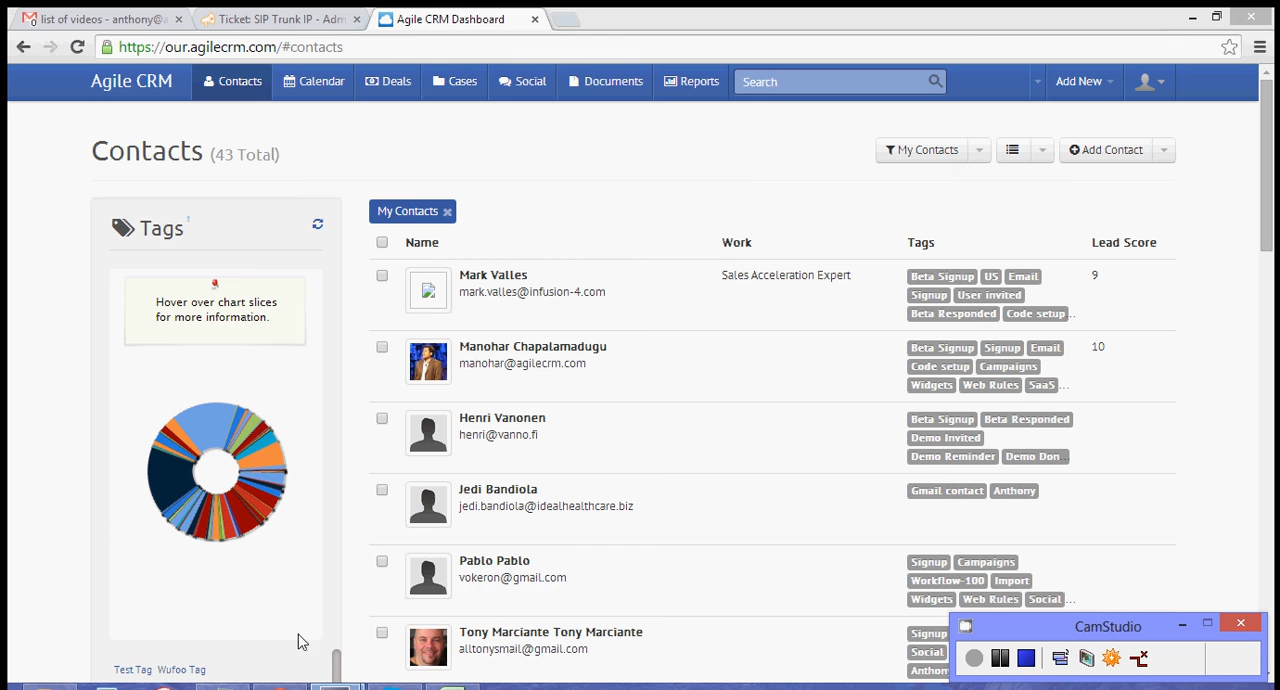 list of videos - anthony@a
Ticket: SIP Trunk IP - Adm
Agile CRM Dashboard
https://our.agilecrm.com/#contacts
Agile CRM Contacts Calendar Deals Cases Social Documents Reports Search Add New
Contacts (43 Total)
My Contacts Add Contact
Tags ?
My Contacts
Name Work Tags Lead Score
Hover over chart slices
for more information.
Mark Valles
mark.valles@infusion-4.com
Sales Acceleration Expert
Beta Signup US Email
Signup User invited
Beta Responded Code setup...
9
Manohar Chapalamadugu
manohar@agilecrm.com
Beta Signup Signup Email
Code setup Campaigns
Widgets Web Rules SaaS ...
10
Henri Vanonen
henri@vanno.fi
Beta Signup Beta Responded
Demo Invited
Demo Reminder Demo Don...
Jedi Bandiola
jedi.bandiola@idealhealthcare.biz
Gmail contact Anthony
Pablo Pablo
vokeron@gmail.com
Signup Campaigns
Workflow-100 Import
Widgets Web Rules Social ...
Tony Marciante Tony Marciante
alltonysmail@gmail.com
Signup
Social
Anthony
Test Tag Wufoo Tag
CamStudio